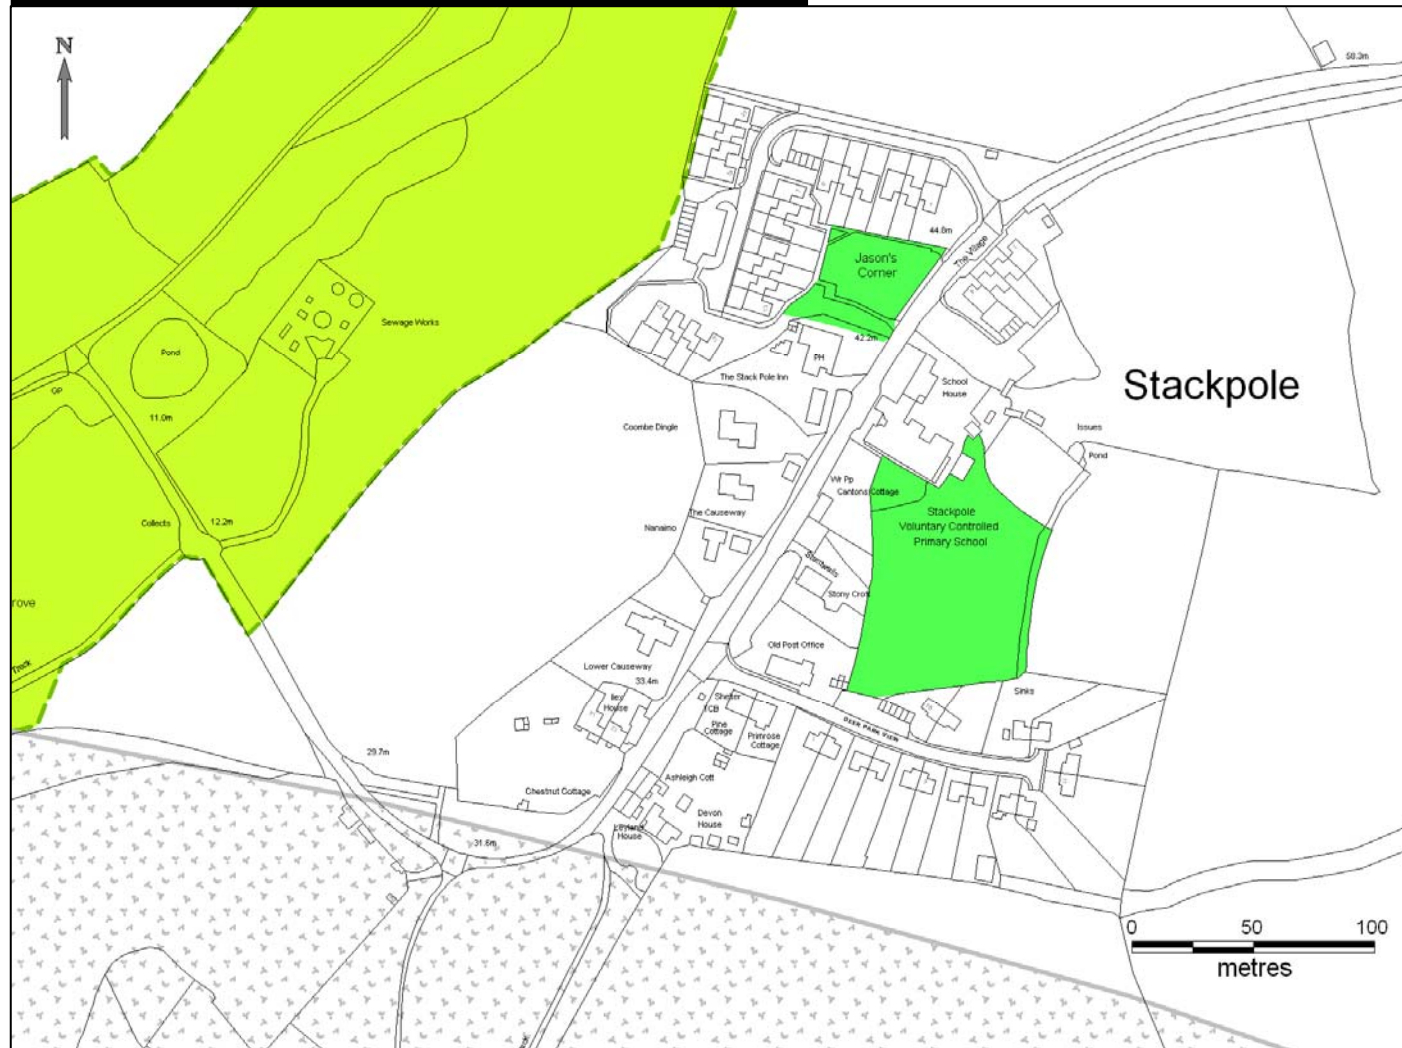 N
58.2m
44.8m
The Village
Jason's
Corner
Sewage Works
Pond
42.2m
PH
The Stack Pole Inn
School
House
Stackpole
GP
11.0m
Coombe Dingle
Issues
Pond
Wr Pp
Cantons Cottage
The Causeway
Stackpole
Voluntary Controlled
Primary School
Collects
12.2m
Nanaimo
Stony Croft
rove
Old Post Office
Track
Lower Causeway
33.4m
Sinks
Ilex
House
Shelter
TCB
Pine
Cottage
Primrose
Cottage
DEER PARK VIEW
29.7m
Ashleigh Cott
Chestnut Cottage
Devon
House
Leyland
House
31.6m
0 50 100
metres